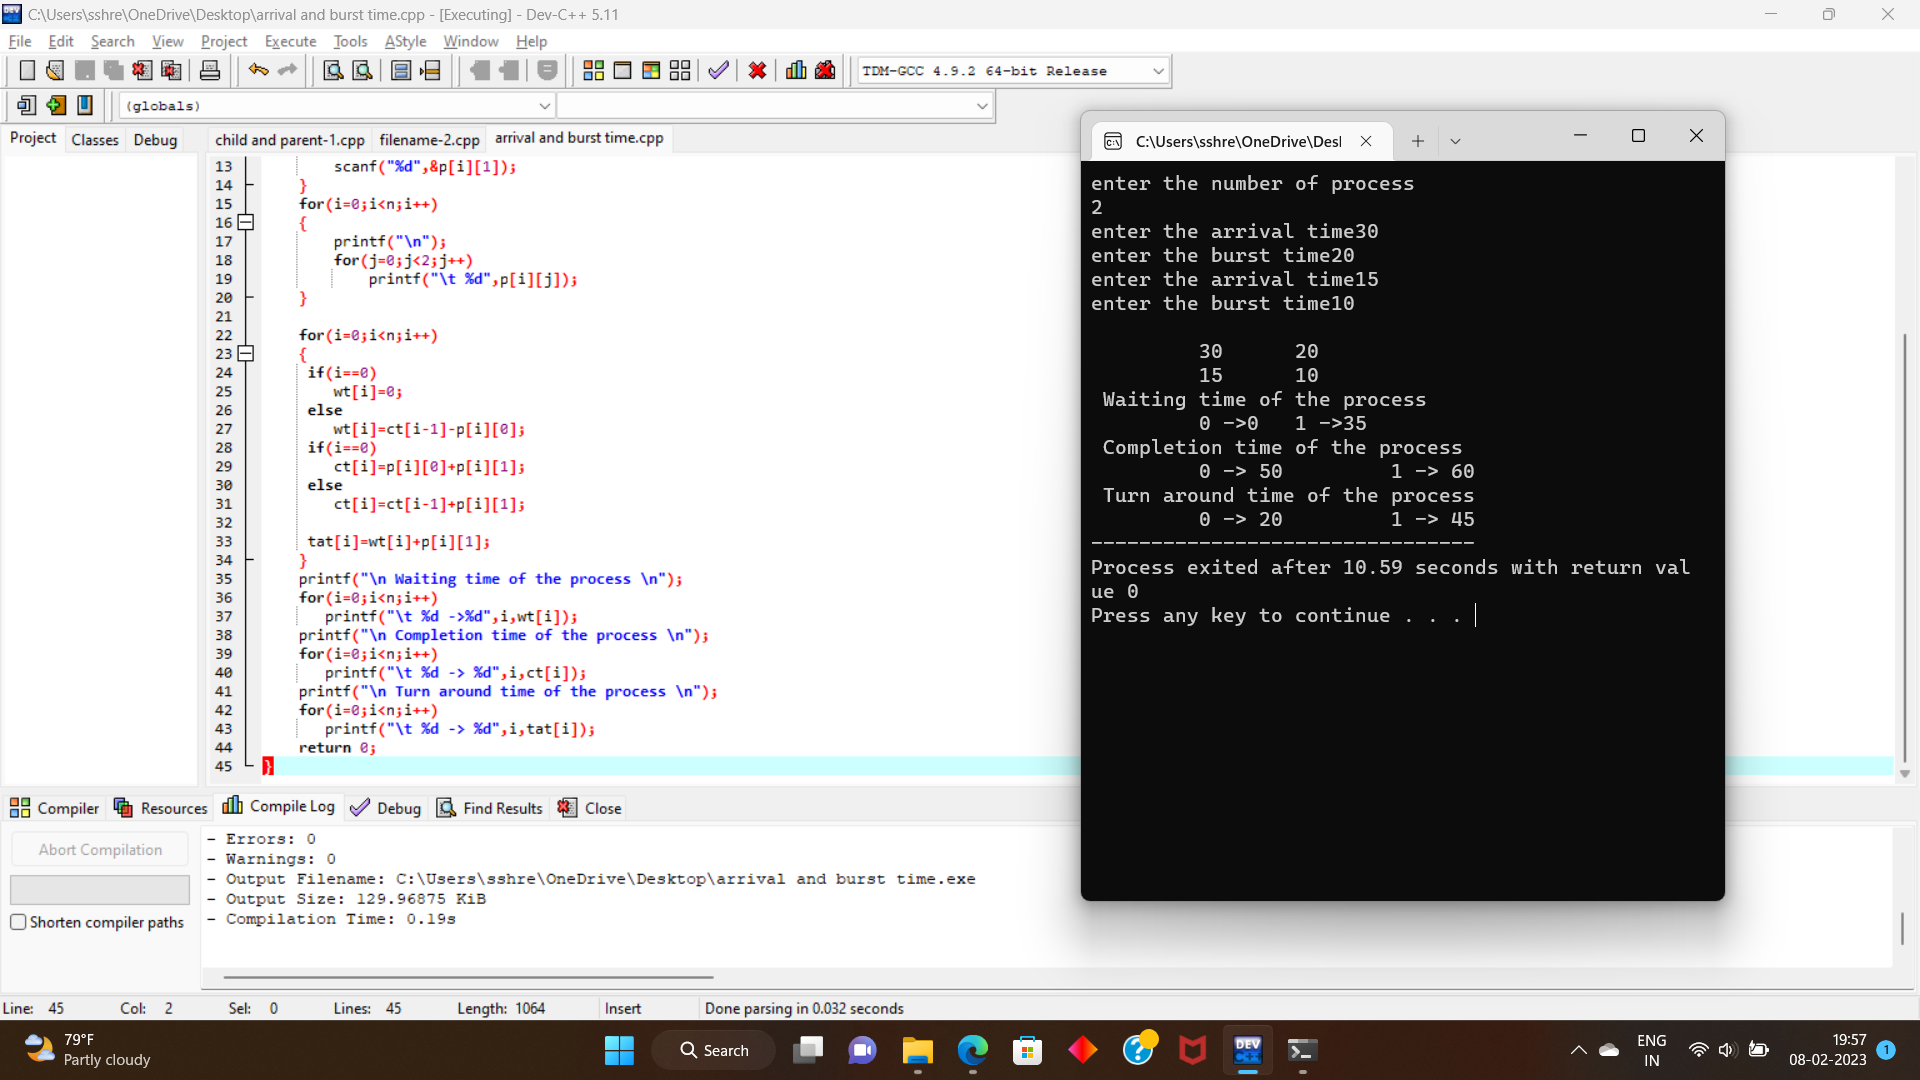 C:\Users\sshre\OneDrive\Desktop\arrival and burst time.cpp - [Executing] - Dev-C++ 5.11
File Edit Search View Project Execute Tools AStyle Window Help
TDM-GCC 4.9.2 64-bit Release
(globals)
Project Classes Debug
child and parent-1.cpp filename-2.cpp arrival and burst time.cpp
13 scanf("%d",&p[i][1]);
14 }
15 for(i=0;i<n;i++)
16 {
17 printf("\n");
18 for(j=0;j<2;j++)
19 printf("\t %d",p[i][j]);
20 }
21
22 for(i=0;i<n;i++)
23 {
24 if(i==0)
25 wt[i]=0;
26 else
27 wt[i]=ct[i-1]-p[i][0];
28 if(i==0)
29 ct[i]=p[i][0]+p[i][1];
30 else
31 ct[i]=ct[i-1]+p[i][1];
32
33 tat[i]=wt[i]+p[i][1];
34 }
35 printf("\n Waiting time of the process \n");
36 for(i=0;i<n;i++)
37 printf("\t %d ->%d",i,wt[i]);
38 printf("\n Completion time of the process \n");
39 for(i=0;i<n;i++)
40 printf("\t %d -> %d",i,ct[i]);
41 printf("\n Turn around time of the process \n");
42 for(i=0;i<n;i++)
43 printf("\t %d -> %d",i,tat[i]);
44 return 0;
45 }
C:\Users\sshre\OneDrive\Des
enter the number of process
2
enter the arrival time30
enter the burst time20
enter the arrival time15
enter the burst time10
30 20
15 10
Waiting time of the process
0 ->0 1 ->35
Completion time of the process
0 -> 50 1 -> 60
Turn around time of the process
0 -> 20 1 -> 45
--------------------------------
Process exited after 10.59 seconds with return val
ue 0
Press any key to continue . . .
Compiler Resources Compile Log Debug Find Results Close
Abort Compilation
Shorten compiler paths
- Errors: 0
- Warnings: 0
- Output Filename: C:\Users\sshre\OneDrive\Desktop\arrival and burst time.exe
- Output Size: 129.96875 KiB
- Compilation Time: 0.19s
Line: 45 Col: 2 Sel: 0 Lines: 45 Length: 1064 Insert Done parsing in 0.032 seconds
79°F
Partly cloudy
Search
DEV
C++
ENG
IN
19:57
08-02-2023
1